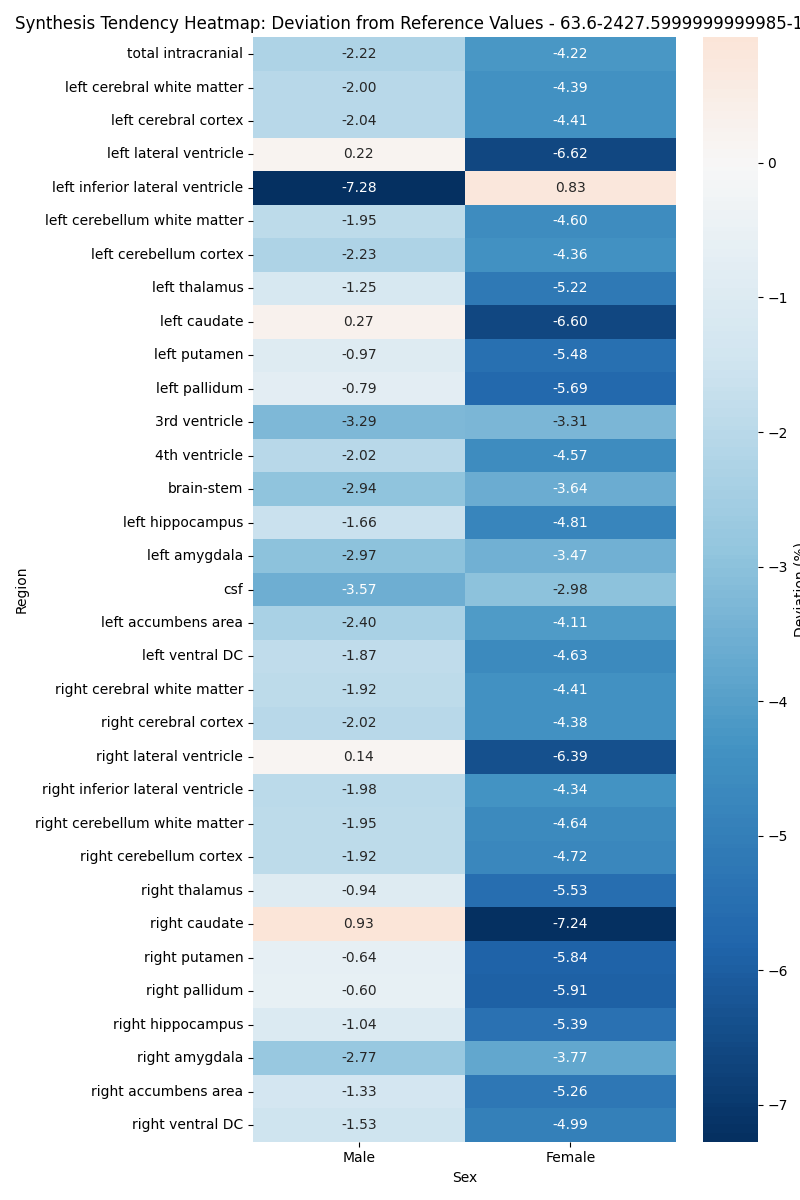 Synthesis Tendency Heatmap: Deviation from Reference Values - 63.6-2427.5999999999985-1
total intracranial -2.22 -4.22
left cerebral white matter -2.00 -4.39
left cerebral cortex -2.04 -4.41
left lateral ventricle 0.22 -6.62
left inferior lateral ventricle -7.28 0.83
left cerebellum white matter -1.95 -4.60
left cerebellum cortex -2.23 -4.36
left thalamus -1.25 -5.22
left caudate 0.27 -6.60
left putamen -0.97 -5.48
left pallidum -0.79 -5.69
3rd ventricle -3.29 -3.31
4th ventricle -2.02 -4.57
brain-stem -2.94 -3.64
left hippocampus -1.66 -4.81
left amygdala -2.97 -3.47
csf -3.57 -2.98
left accumbens area -2.40 -4.11
left ventral DC -1.87 -4.63
right cerebral white matter -1.92 -4.41
right cerebral cortex -2.02 -4.38
right lateral ventricle 0.14 -6.39
right inferior lateral ventricle -1.98 -4.34
right cerebellum white matter -1.95 -4.64
right cerebellum cortex -1.92 -4.72
right thalamus -0.94 -5.53
right caudate 0.93 -7.24
right putamen -0.64 -5.84
right pallidum -0.60 -5.91
right hippocampus -1.04 -5.39
right amygdala -2.77 -3.77
right accumbens area -1.33 -5.26
right ventral DC -1.53 -4.99
Male Female
Sex
Region
0
−1
−2
−3
−4
−5
−6
−7
Deviation (%)